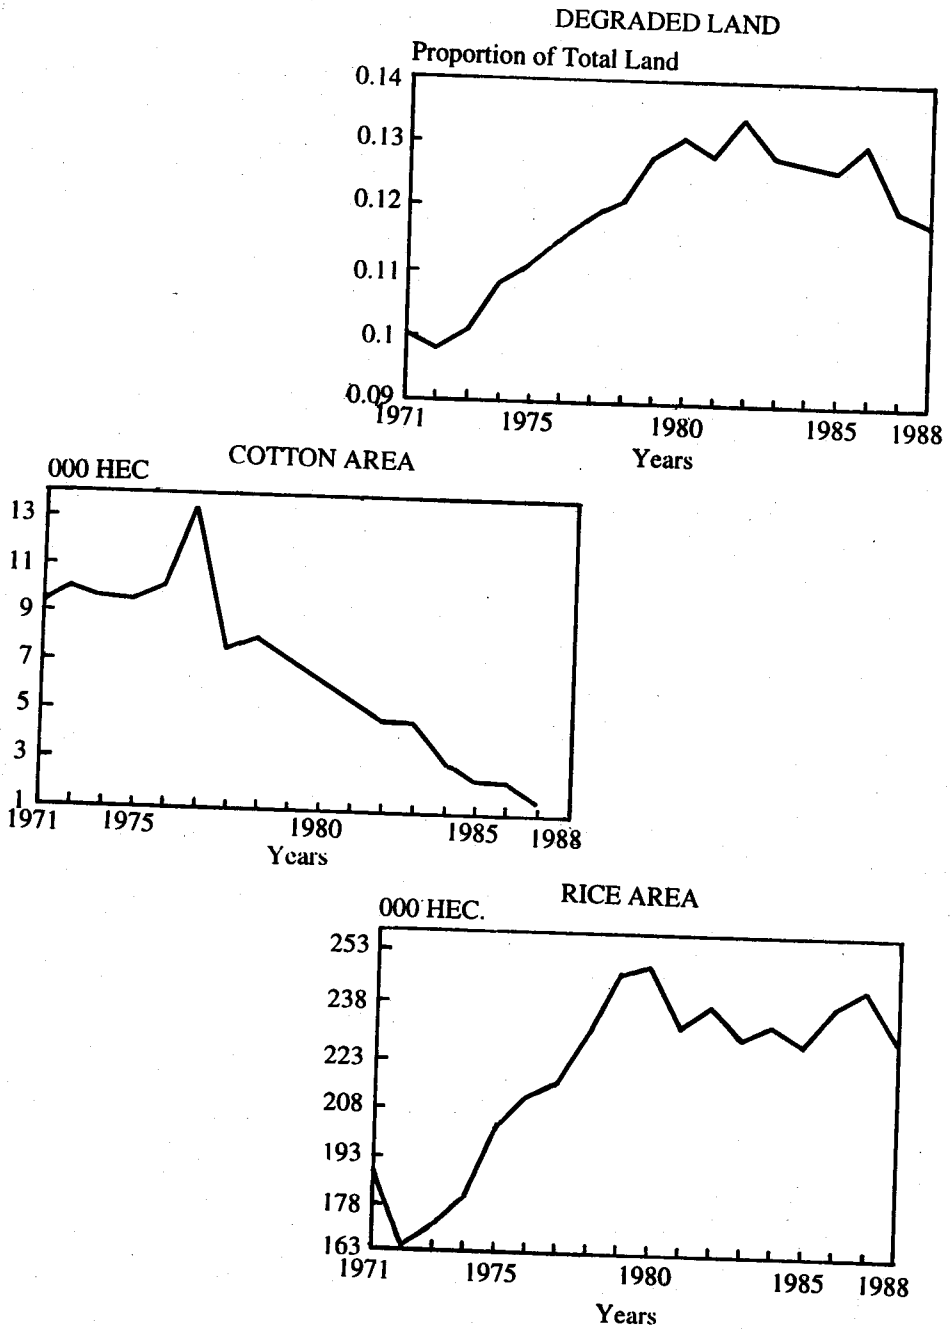 DEGRADED LAND
Proportion of Total Land
0.14
0.13
0.12
0.11
0.1
0.09
1971 1975 1980 1985 1988
Years
COTTON AREA
000 HEC
13
11
9
7
5
3
1
1971 1975 1980 1985 1988
Years
RICE AREA
000 HEC.
253
238
223
208
193
178
163
1971 1975 1980 1985 1988
Years